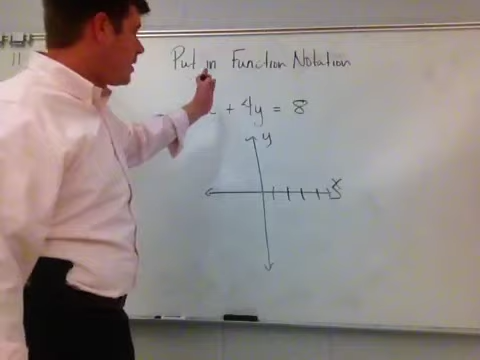 Put in Function Notation
+ 4y = 8
y
x